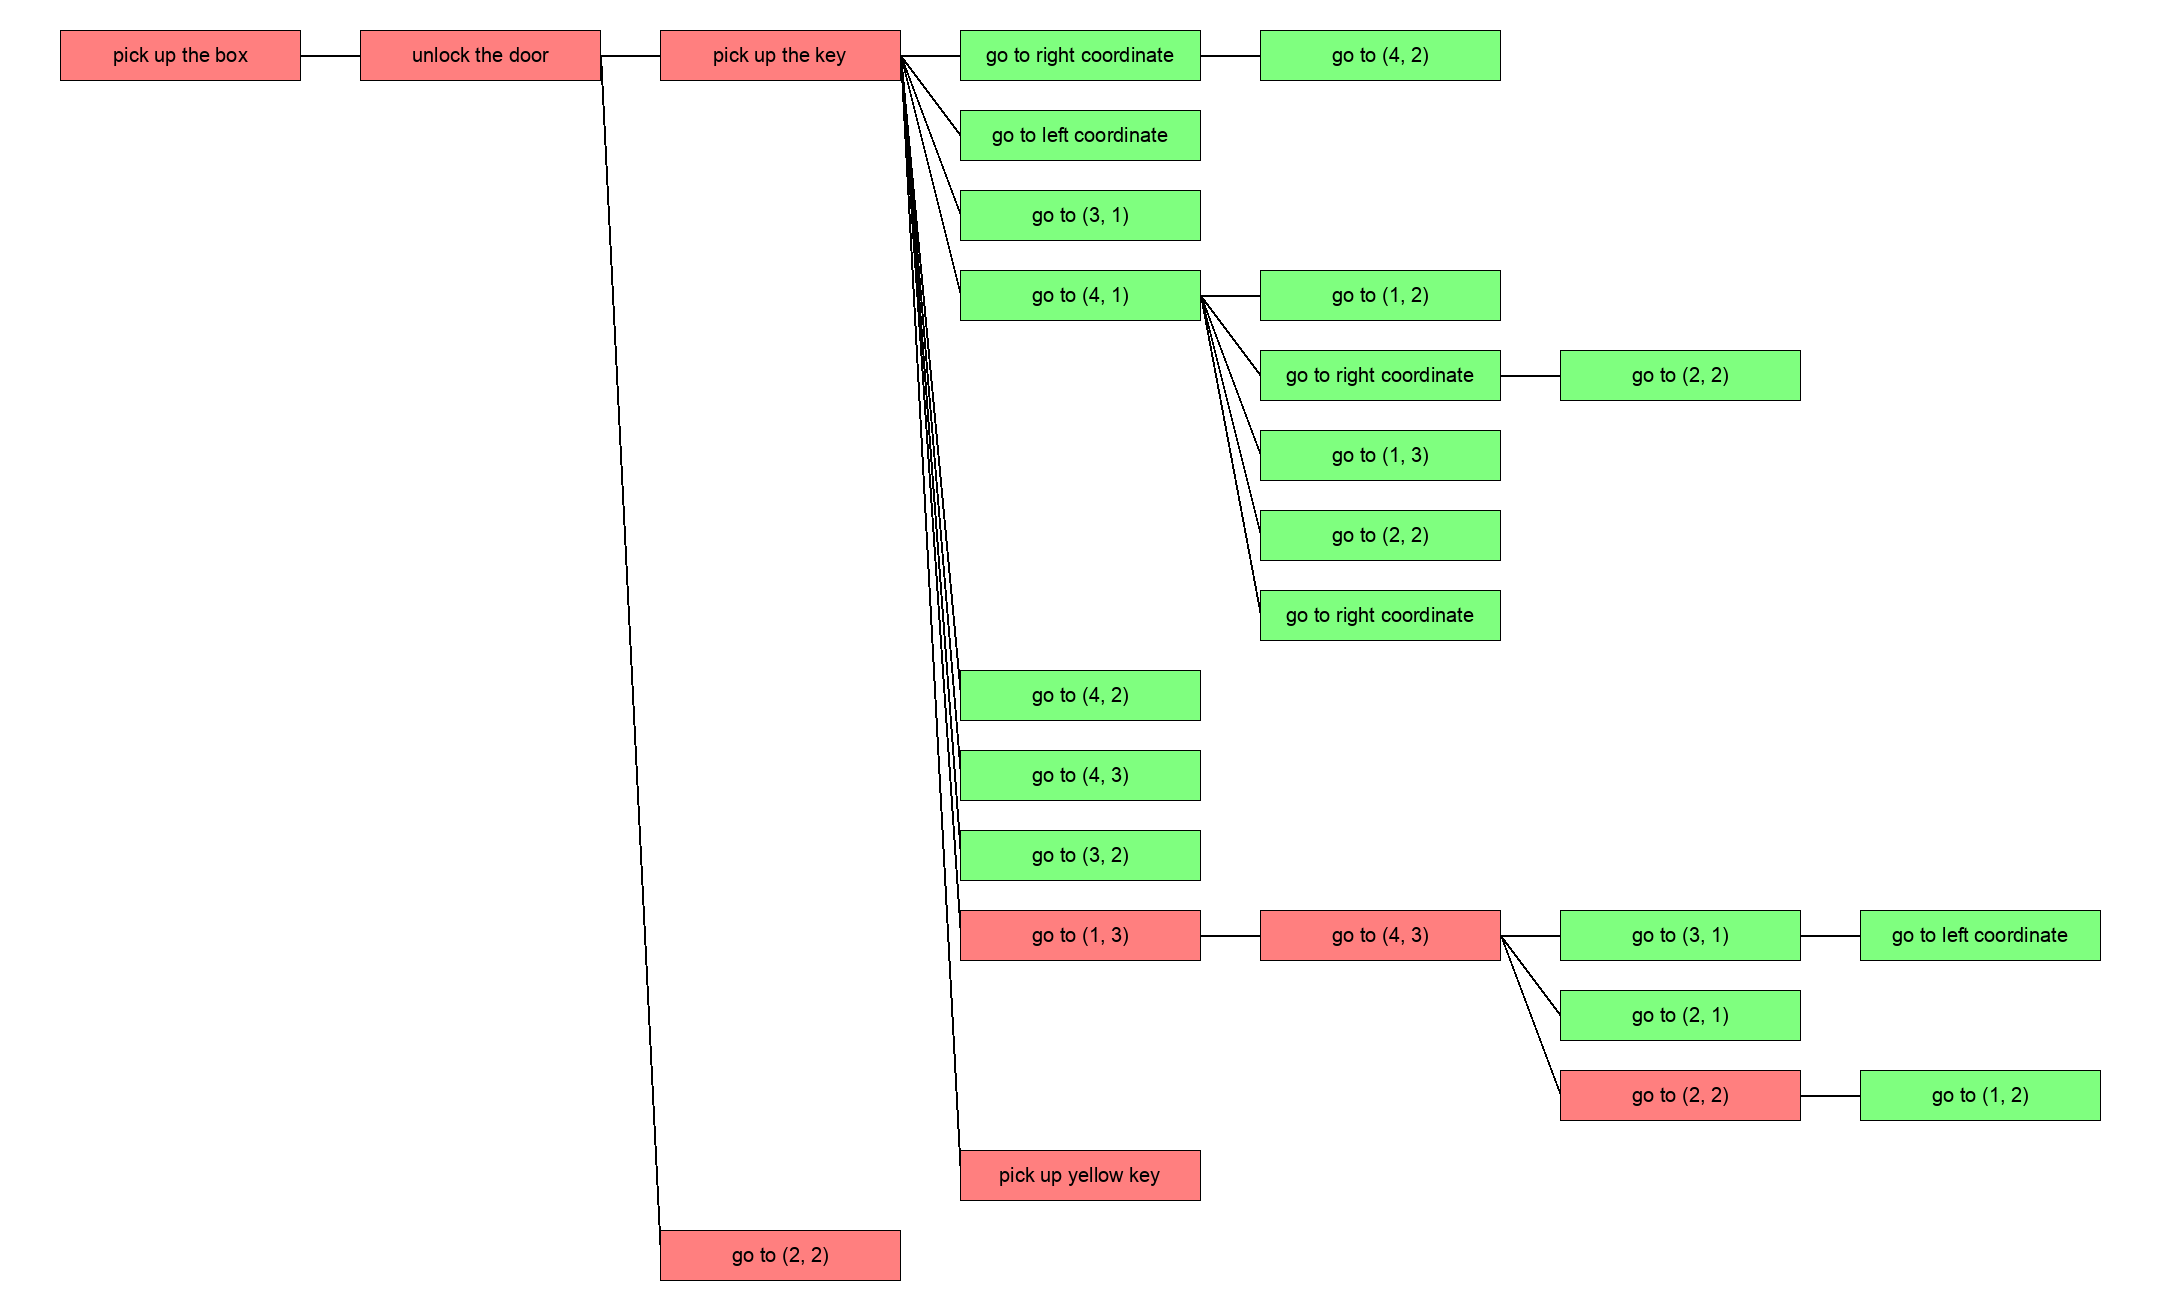 pick up the box
unlock the door
pick up the key
go to right coordinate
go to (4, 2)
go to left coordinate
go to (3, 1)
go to (4, 1)
go to (1, 2)
go to right coordinate
go to (2, 2)
go to (1, 3)
go to (2, 2)
go to right coordinate
go to (4, 2)
go to (4, 3)
go to (3, 2)
go to (1, 3)
go to (4, 3)
go to (3, 1)
go to left coordinate
go to (2, 1)
go to (2, 2)
go to (1, 2)
pick up yellow key
go to (2, 2)